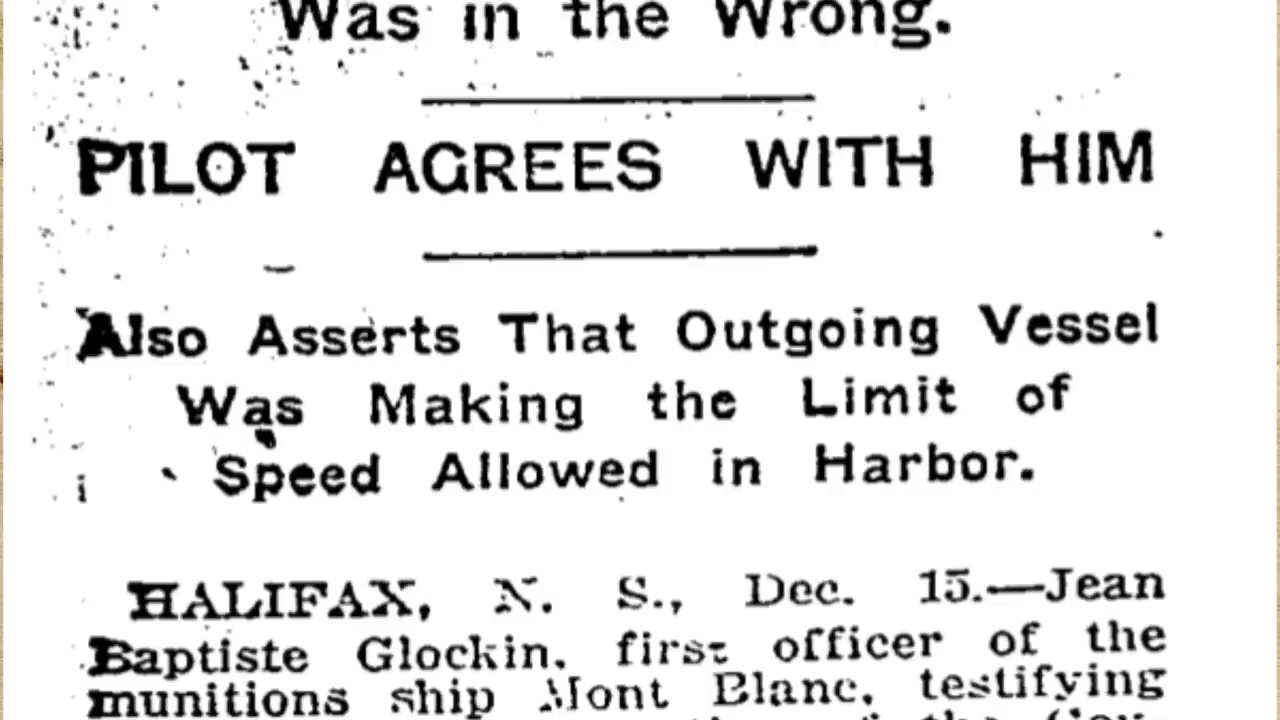 Was in the Wrong.
PILOT AGREES WITH HIM
Also Asserts That Outgoing Vessel
Was Making the Limit of
Speed Allowed in Harbor.
HALIFAX, N. S., Dec. 15.—Jean
Baptiste Glockin, first officer of the
munitions ship Mont Blanc, testifying
the